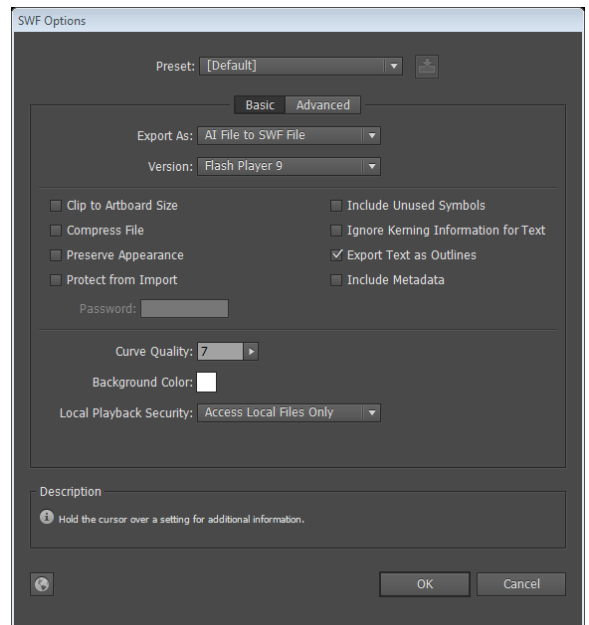 SWF Options
Preset: [Default]
Basic Advanced
Export As: AI File to SWF File
Version: Flash Player 9
Clip to Artboard Size Include Unused Symbols
Compress File Ignore Kerning Information for Text
Preserve Appearance Export Text as Outlines
Protect from Import Include Metadata
Password:
Curve Quality: 7
Background Color:
Local Playback Security: Access Local Files Only
Description
Hold the cursor over a setting for additional information.
OK Cancel